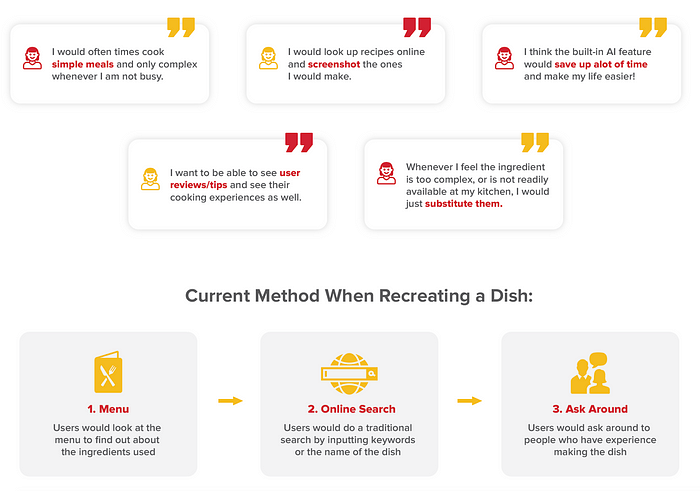 I would often times cook
simple meals and only complex
whenever I am not busy.
I would look up recipes online
and screenshot the ones
I would make.
I think the built-in AI feature
would save up alot of time
and make my life easier!
I want to be able to see user
reviews/tips and see their
cooking experiences as well.
Whenever I feel the ingredient
is too complex, or is not readily
available at my kitchen, I would
just substitute them.
Current Method When Recreating a Dish:
1. Menu
Users would look at the
menu to find out about
the ingredients used
2. Online Search
Users would do a traditional
search by inputting keywords
or the name of the dish
3. Ask Around
Users would ask around to
people who have experience
making the dish